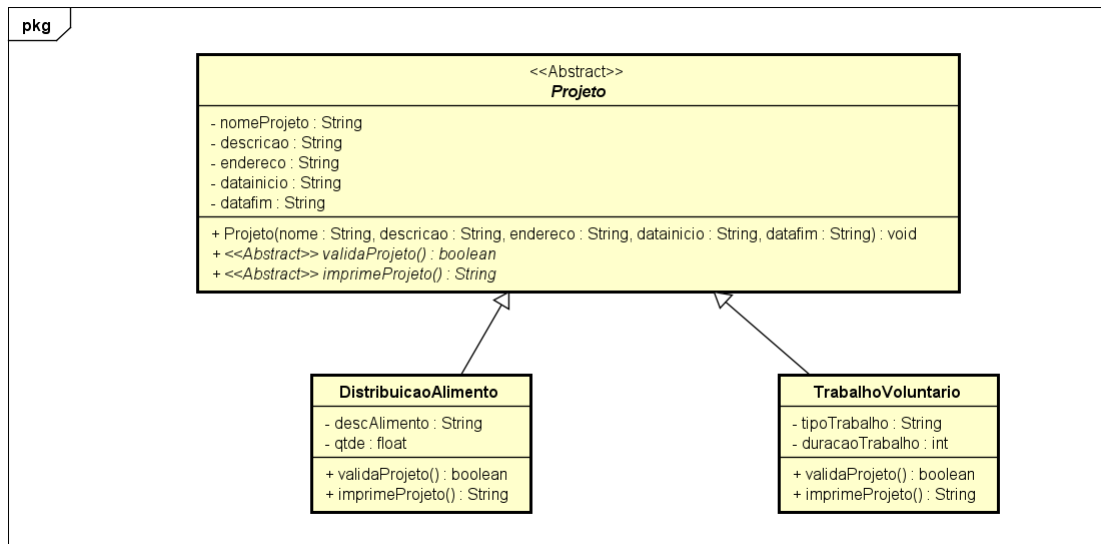 pkg
<<Abstract>>
Projeto
- nomeProjeto : String
- descricao : String
- endereco : String
- datainicio : String
- datafim : String
+ Projeto(nome : String, descricao : String, endereco : String, datainicio : String, datafim : String) : void
+ <<Abstract>> validaProjeto() : boolean
+ <<Abstract>> imprimeProjeto() : String
DistribuicaoAlimento
- descAlimento : String
- qtde : float
+ validaProjeto() : boolean
+ imprimeProjeto() : String
TrabalhoVoluntario
- tipoTrabalho : String
- duracaoTrabalho : int
+ validaProjeto() : boolean
+ imprimeProjeto() : String